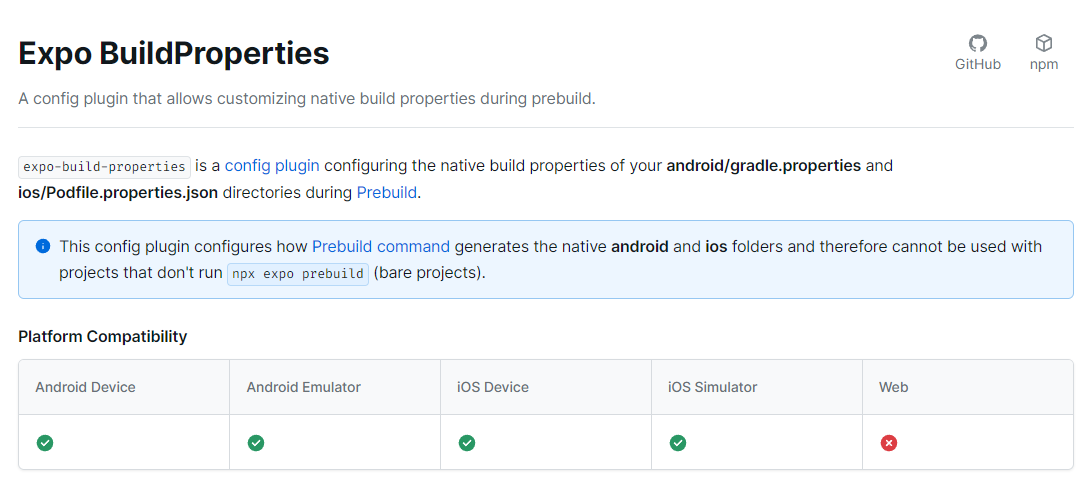 Expo BuildProperties
GitHub
npm
A config plugin that allows customizing native build properties during prebuild.
expo-build-properties is a config plugin configuring the native build properties of your android/gradle.properties and
ios/Podfile.properties.json directories during Prebuild.
This config plugin configures how Prebuild command generates the native android and ios folders and therefore cannot be used with
projects that don't run npx expo prebuild (bare projects).
Platform Compatibility
Android Device
Android Emulator
iOS Device
iOS Simulator
Web